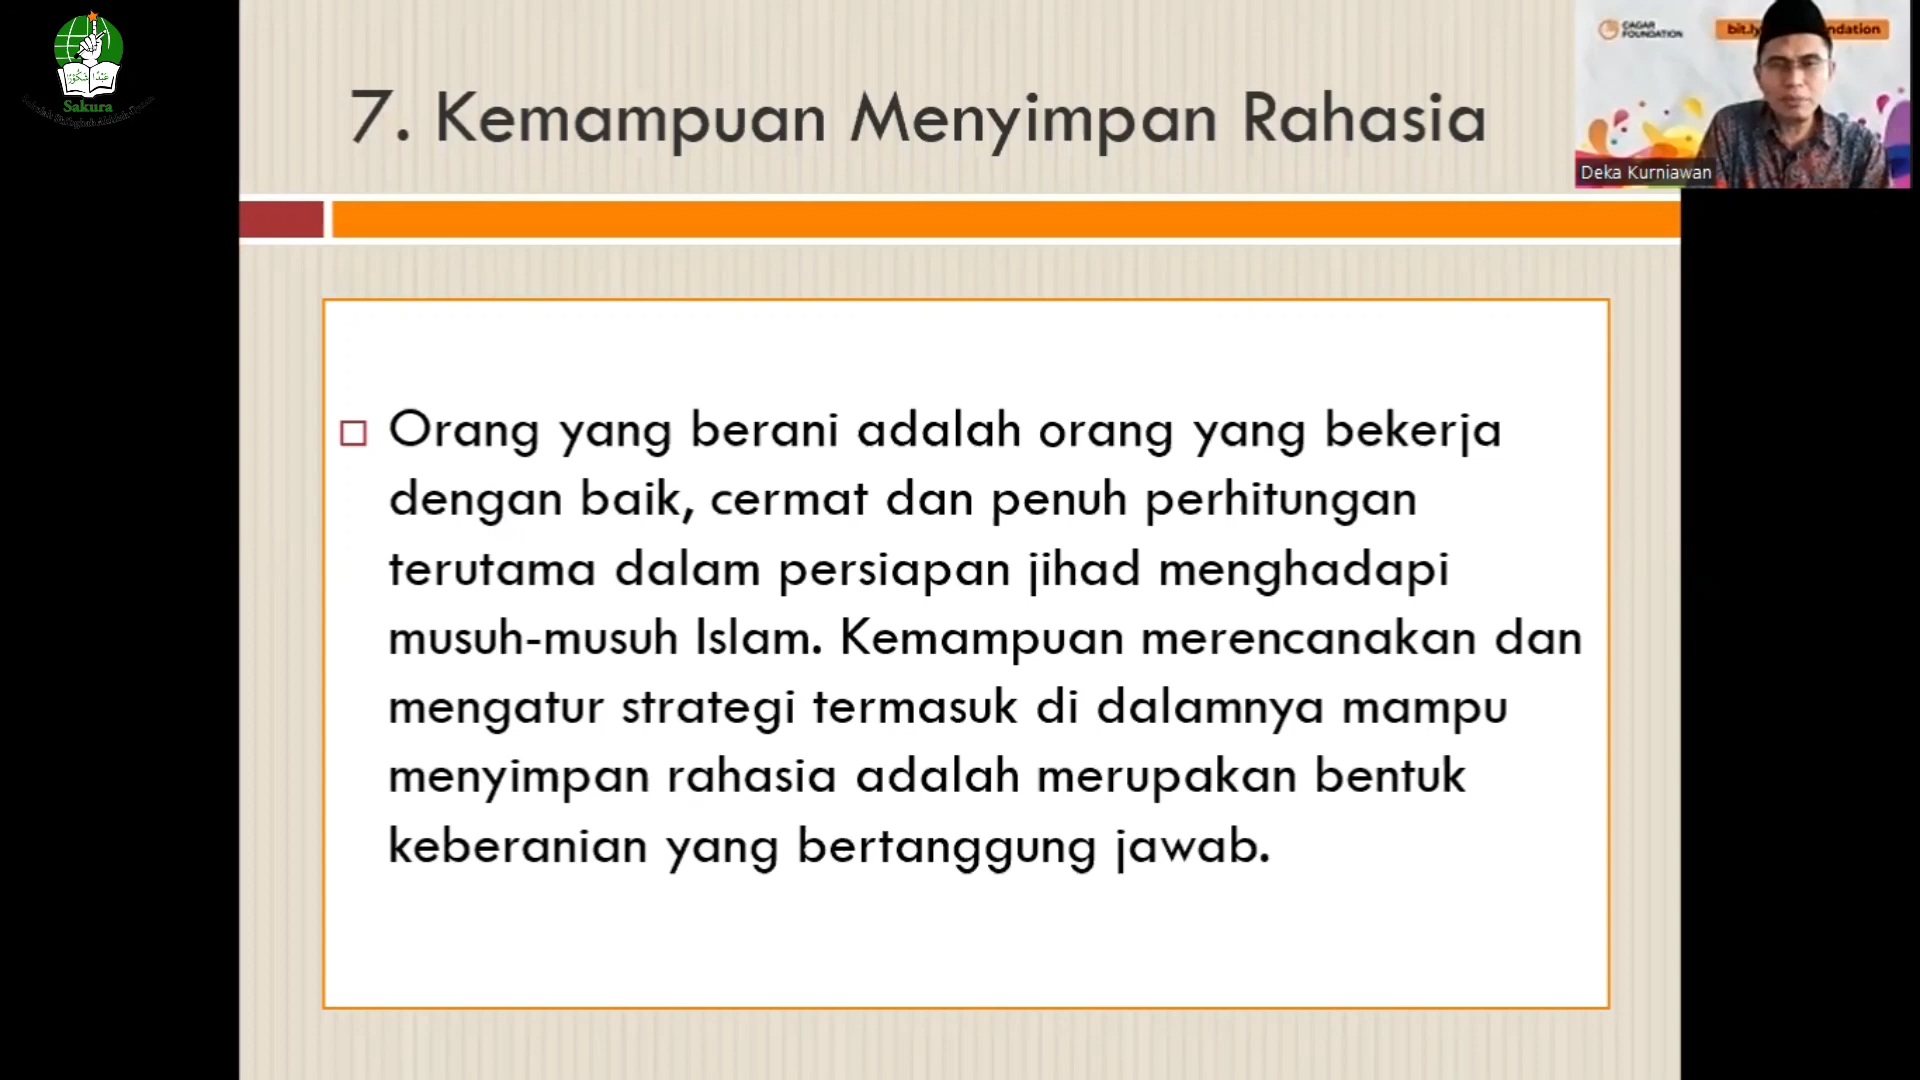 Sakura
7. Kemampuan Menyimpan Rahasia
CAGAR
FOUNDATION
Deka Kurniawan
Orang yang berani adalah orang yang bekerja
dengan baik, cermat dan penuh perhitungan
terutama dalam persiapan jihad menghadapi
musuh-musuh Islam. Kemampuan merencanakan dan
mengatur strategi termasuk di dalamnya mampu
menyimpan rahasia adalah merupakan bentuk
keberanian yang bertanggung jawab.